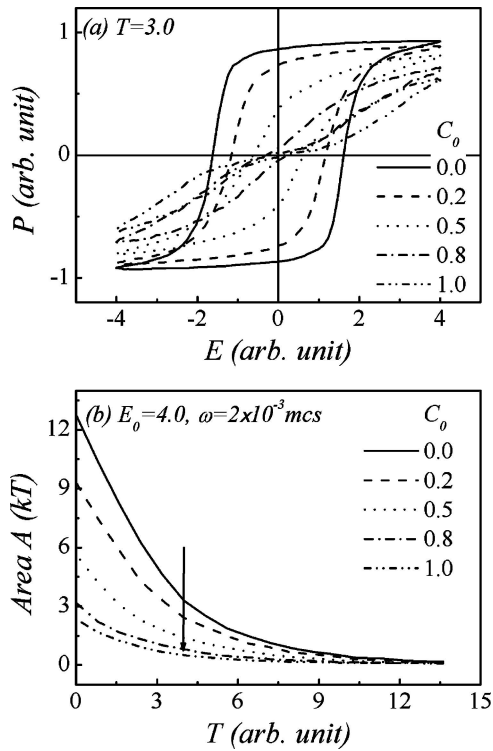 (a) T=3.0
1
0
-1
P (arb. unit)
C₀
0.0
0.2
0.5
0.8
1.0
-4 -2 0 2 4
E (arb. unit)
(b) E₀=4.0, ω=2x10⁻³mcs
12
9
6
3
0
Area A (kT)
C₀
0.0
0.2
0.5
0.8
1.0
0 3 6 9 12 15
T (arb. unit)